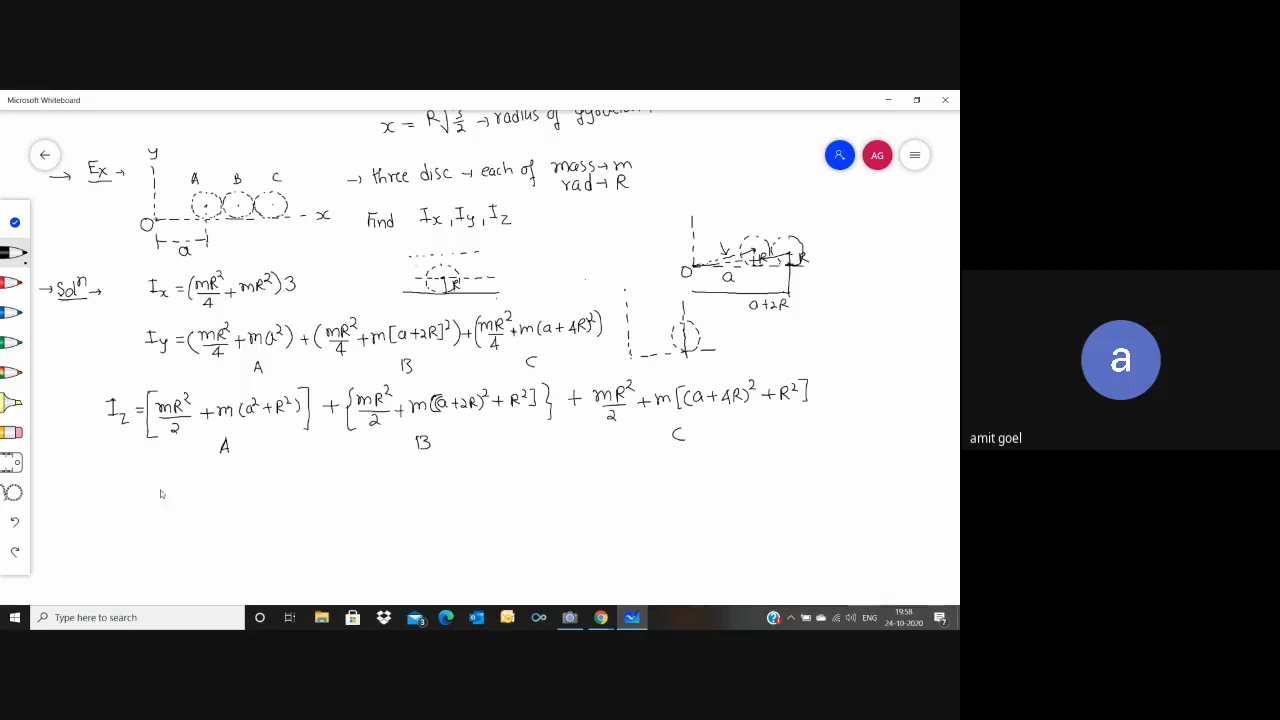 Microsoft Whiteboard
x = R√5/2 → radius of
→ Ex →
y
A B C
O x
a
→ three disc → each of mass → m
rad → R
Find Ix, Iy, Iz
AG
R
O a R R
a+2R
→ Solⁿ → Ix = (mR²/4 + mR²)3
Iy = (mR²/4 + m(a²) + (mR²/4 + m[a+2R]²) + (mR²/4 + m(a+4R)²)
A B C
Iz = [mR²/2 + m(a²+R²)] + {mR²/2 + m[(a+2R)² + R²]} + mR²/2 + m[(a+4R)² + R²]
A B C
a
amit goel
Type here to search
3
ENG
19:58
24-10-2020
7